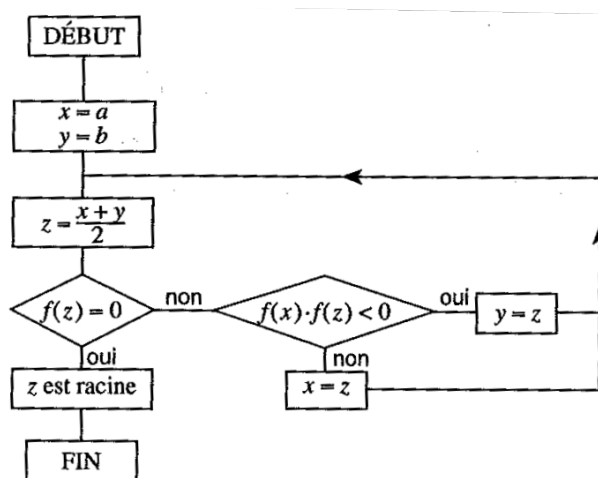 DÉBUT
x = a
y = b
z = x + y / 2
f(z) = 0
non
f(x)·f(z) < 0
oui
y = z
oui
non
z est racine
x = z
FIN